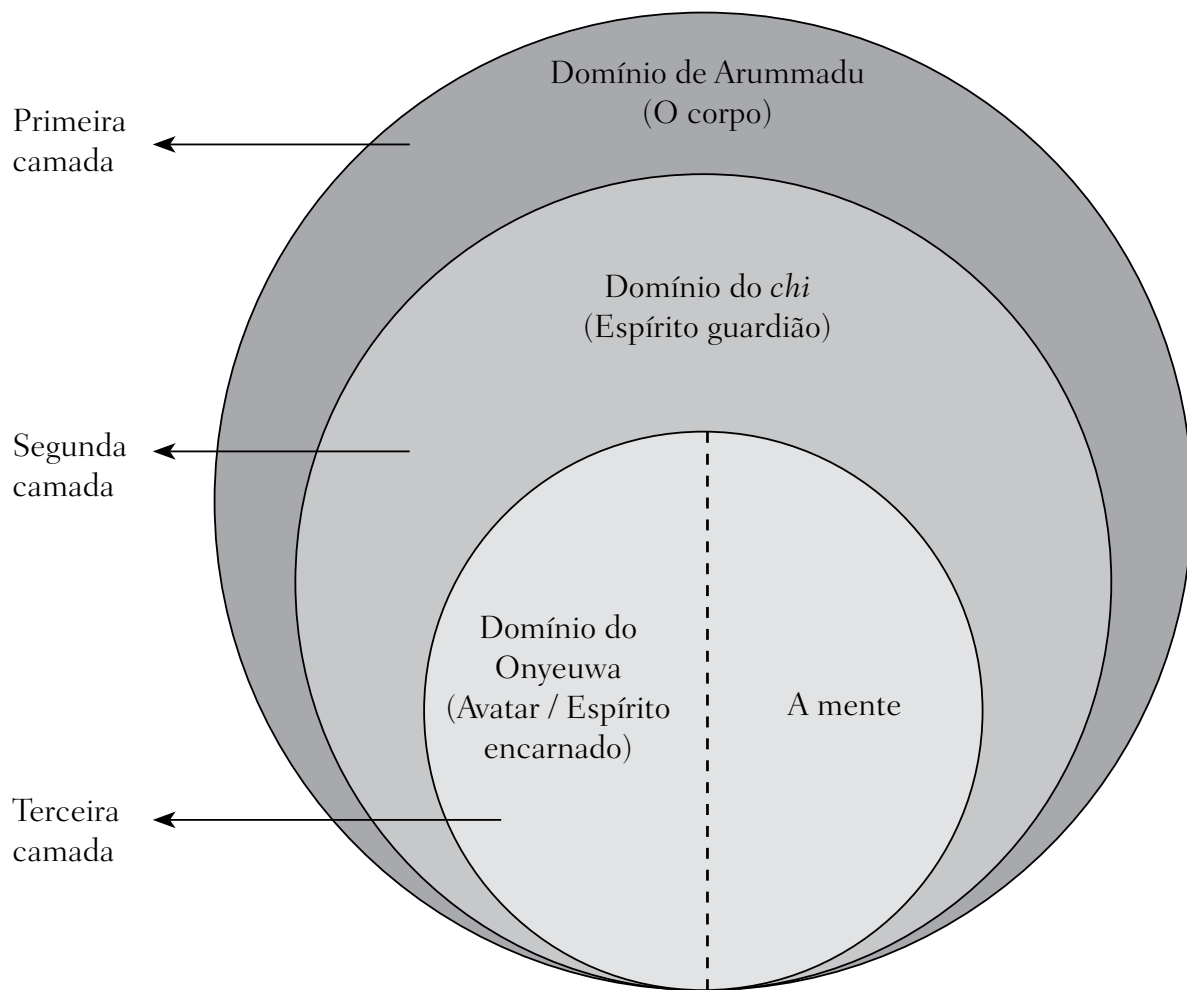 Domínio de Arummadu
(O corpo)
Primeira
camada
Domínio do chi
(Espírito guardião)
Segunda
camada
Domínio do
Onyeuwa
(Avatar / Espírito
encarnado)
A mente
Terceira
camada